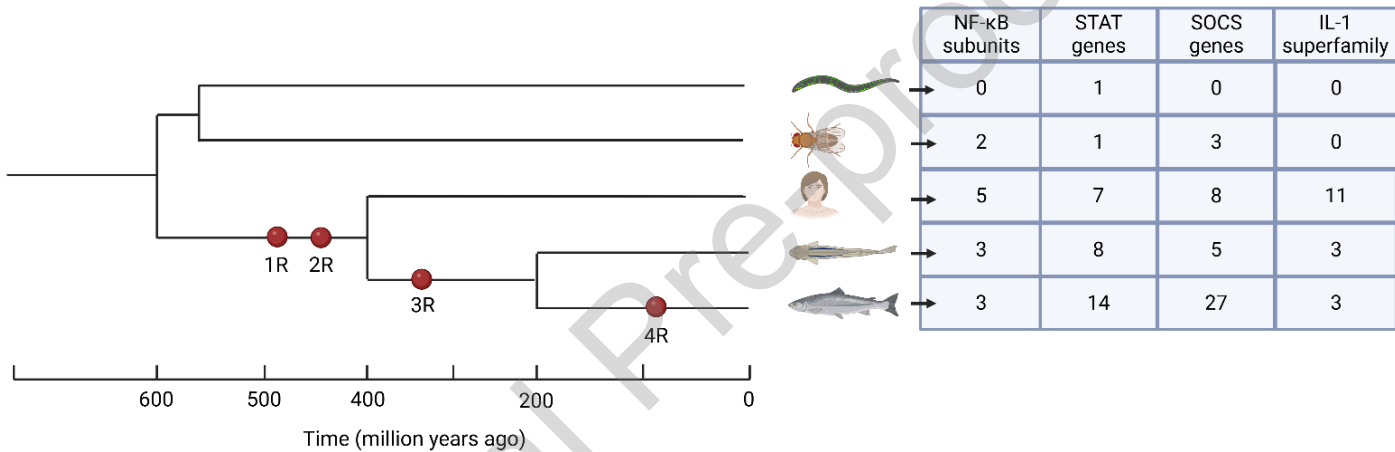 NF-κB subunits STAT genes SOCS genes IL-1 superfamily
0 1 0 0
2 1 3 0
5 7 8 11
3 8 5 3
3 14 27 3
1R 2R
3R
4R
600 500 400 200 0
Time (million years ago)